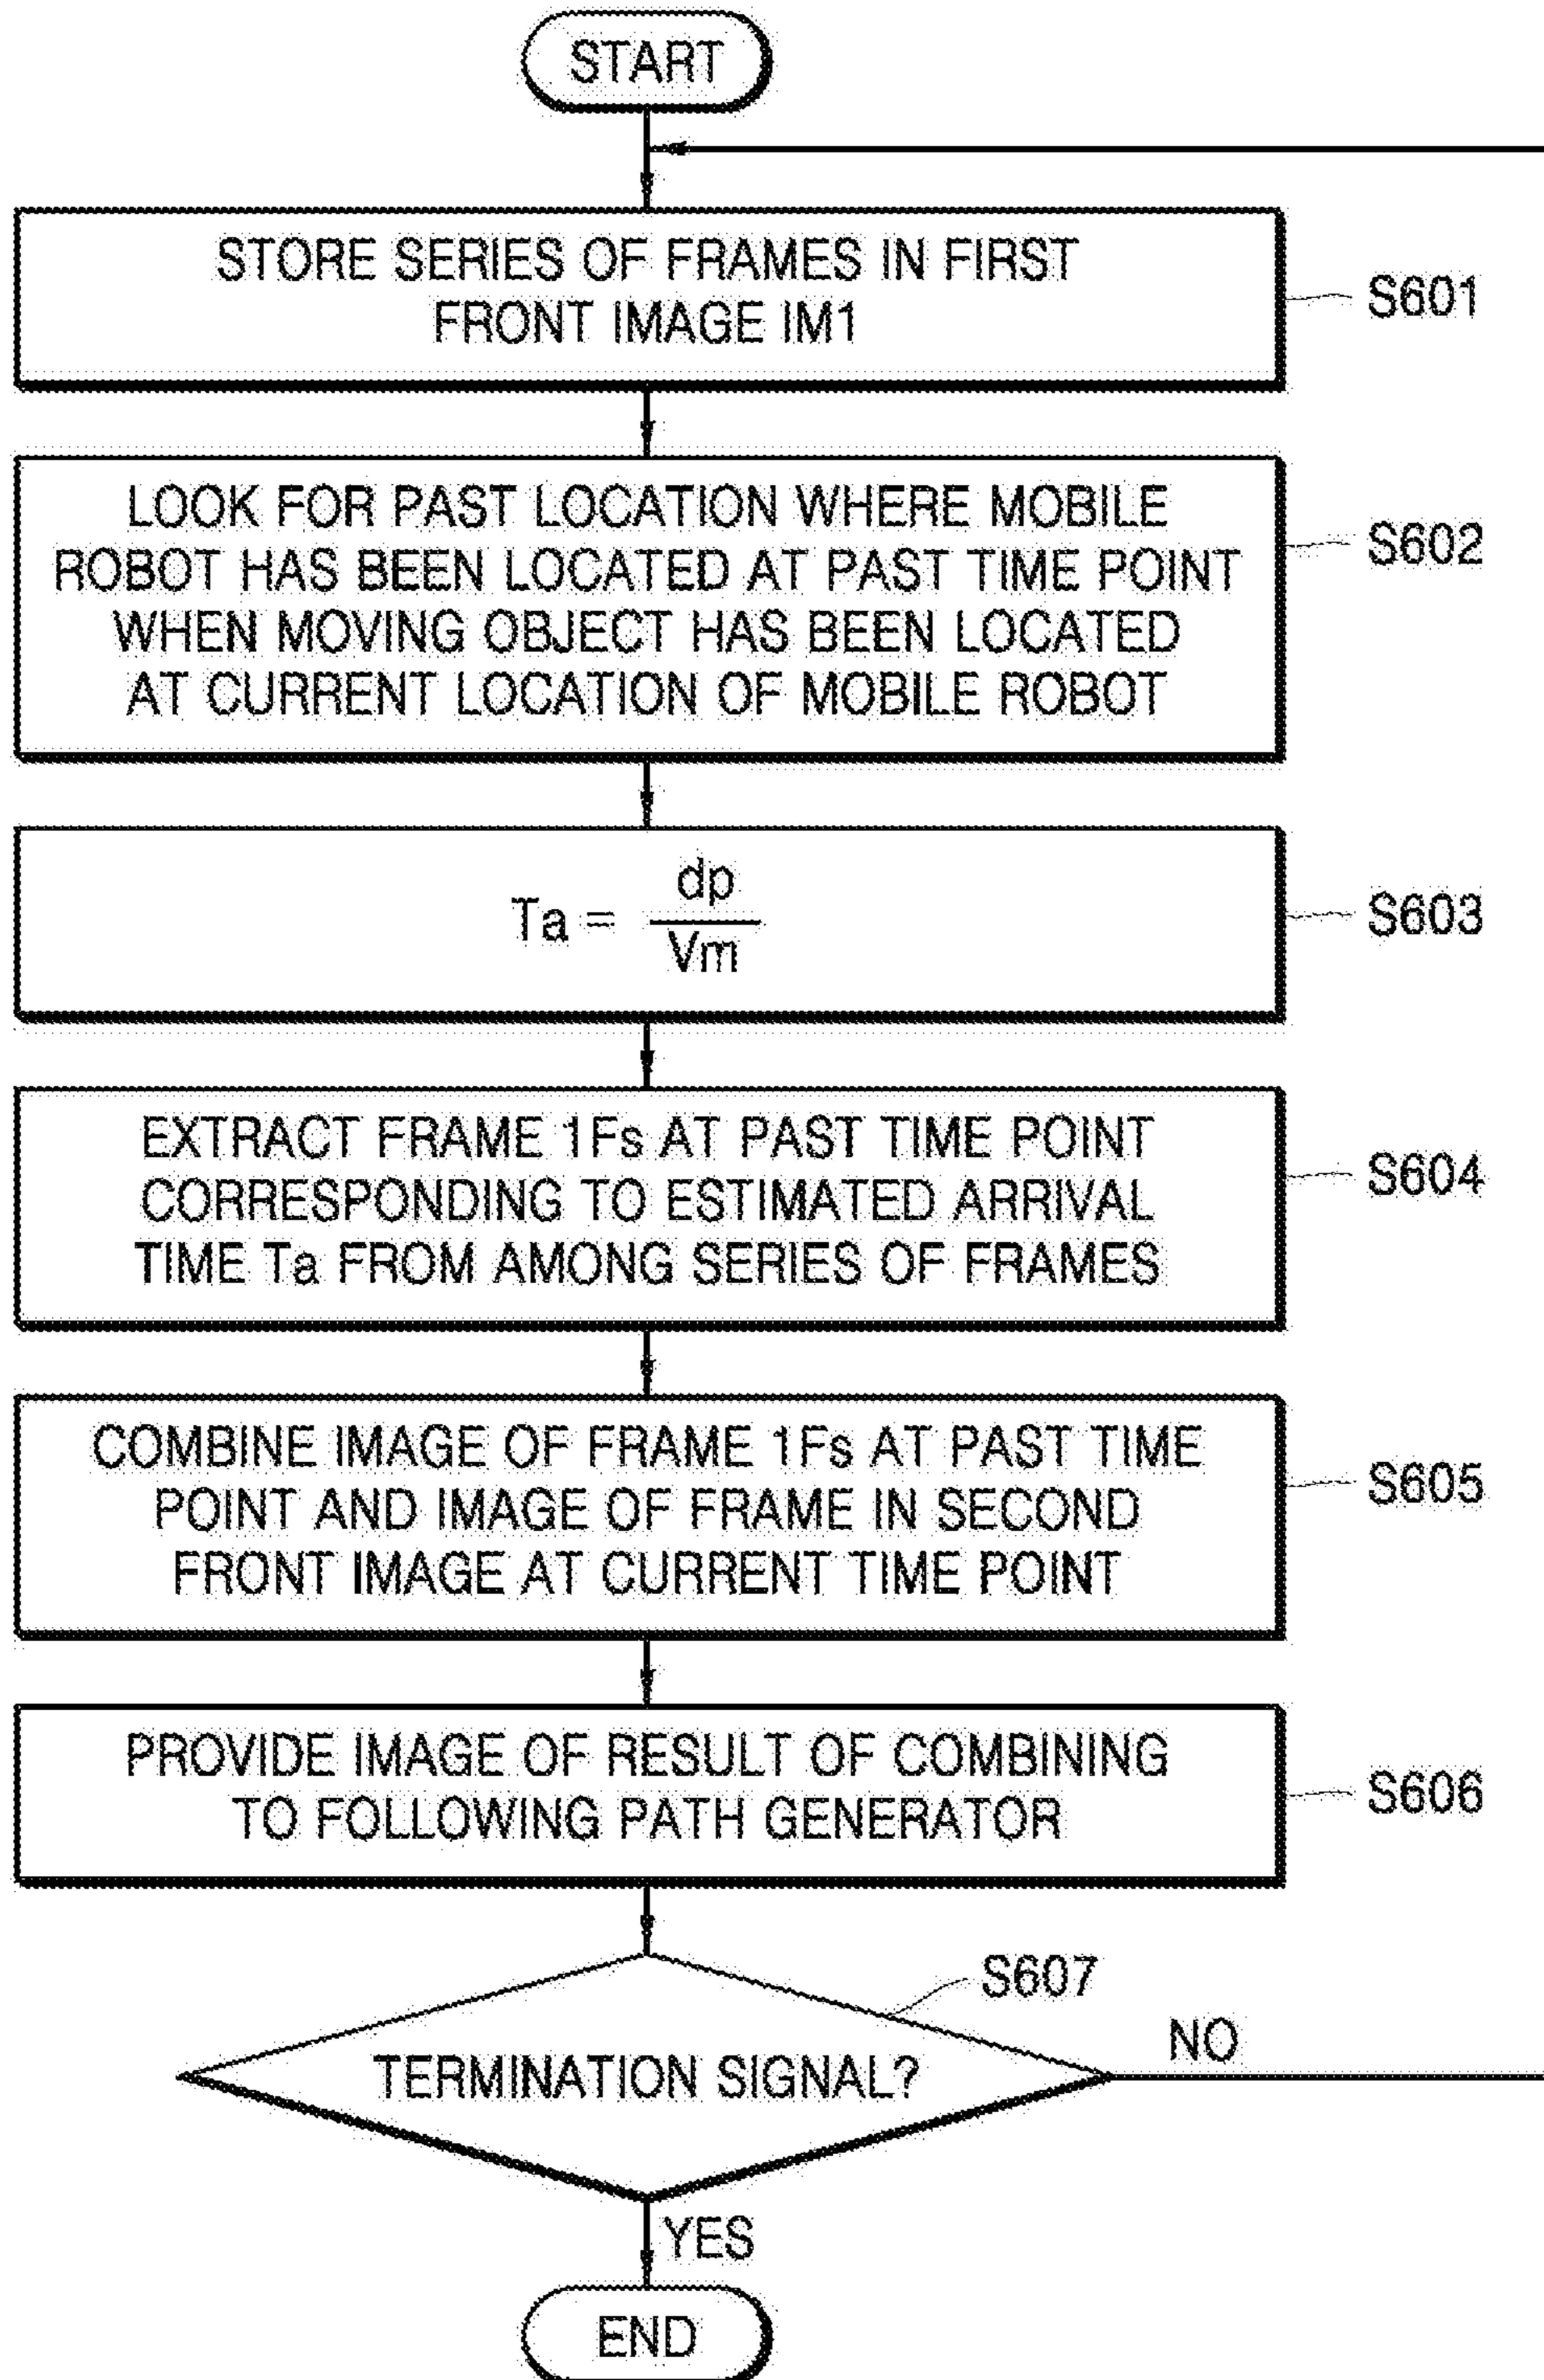 START
STORE SERIES OF FRAMES IN FIRST
FRONT IMAGE IM1
S601
LOOK FOR PAST LOCATION WHERE MOBILE
ROBOT HAS BEEN LOCATED AT PAST TIME POINT
WHEN MOVING OBJECT HAS BEEN LOCATED
AT CURRENT LOCATION OF MOBILE ROBOT
S602
Ta = dp / Vm
S603
EXTRACT FRAME 1Fs AT PAST TIME POINT
CORRESPONDING TO ESTIMATED ARRIVAL
TIME Ta FROM AMONG SERIES OF FRAMES
S604
COMBINE IMAGE OF FRAME 1Fs AT PAST TIME
POINT AND IMAGE OF FRAME IN SECOND
FRONT IMAGE AT CURRENT TIME POINT
S605
PROVIDE IMAGE OF RESULT OF COMBINING
TO FOLLOWING PATH GENERATOR
S606
S607
TERMINATION SIGNAL?
NO
YES
END